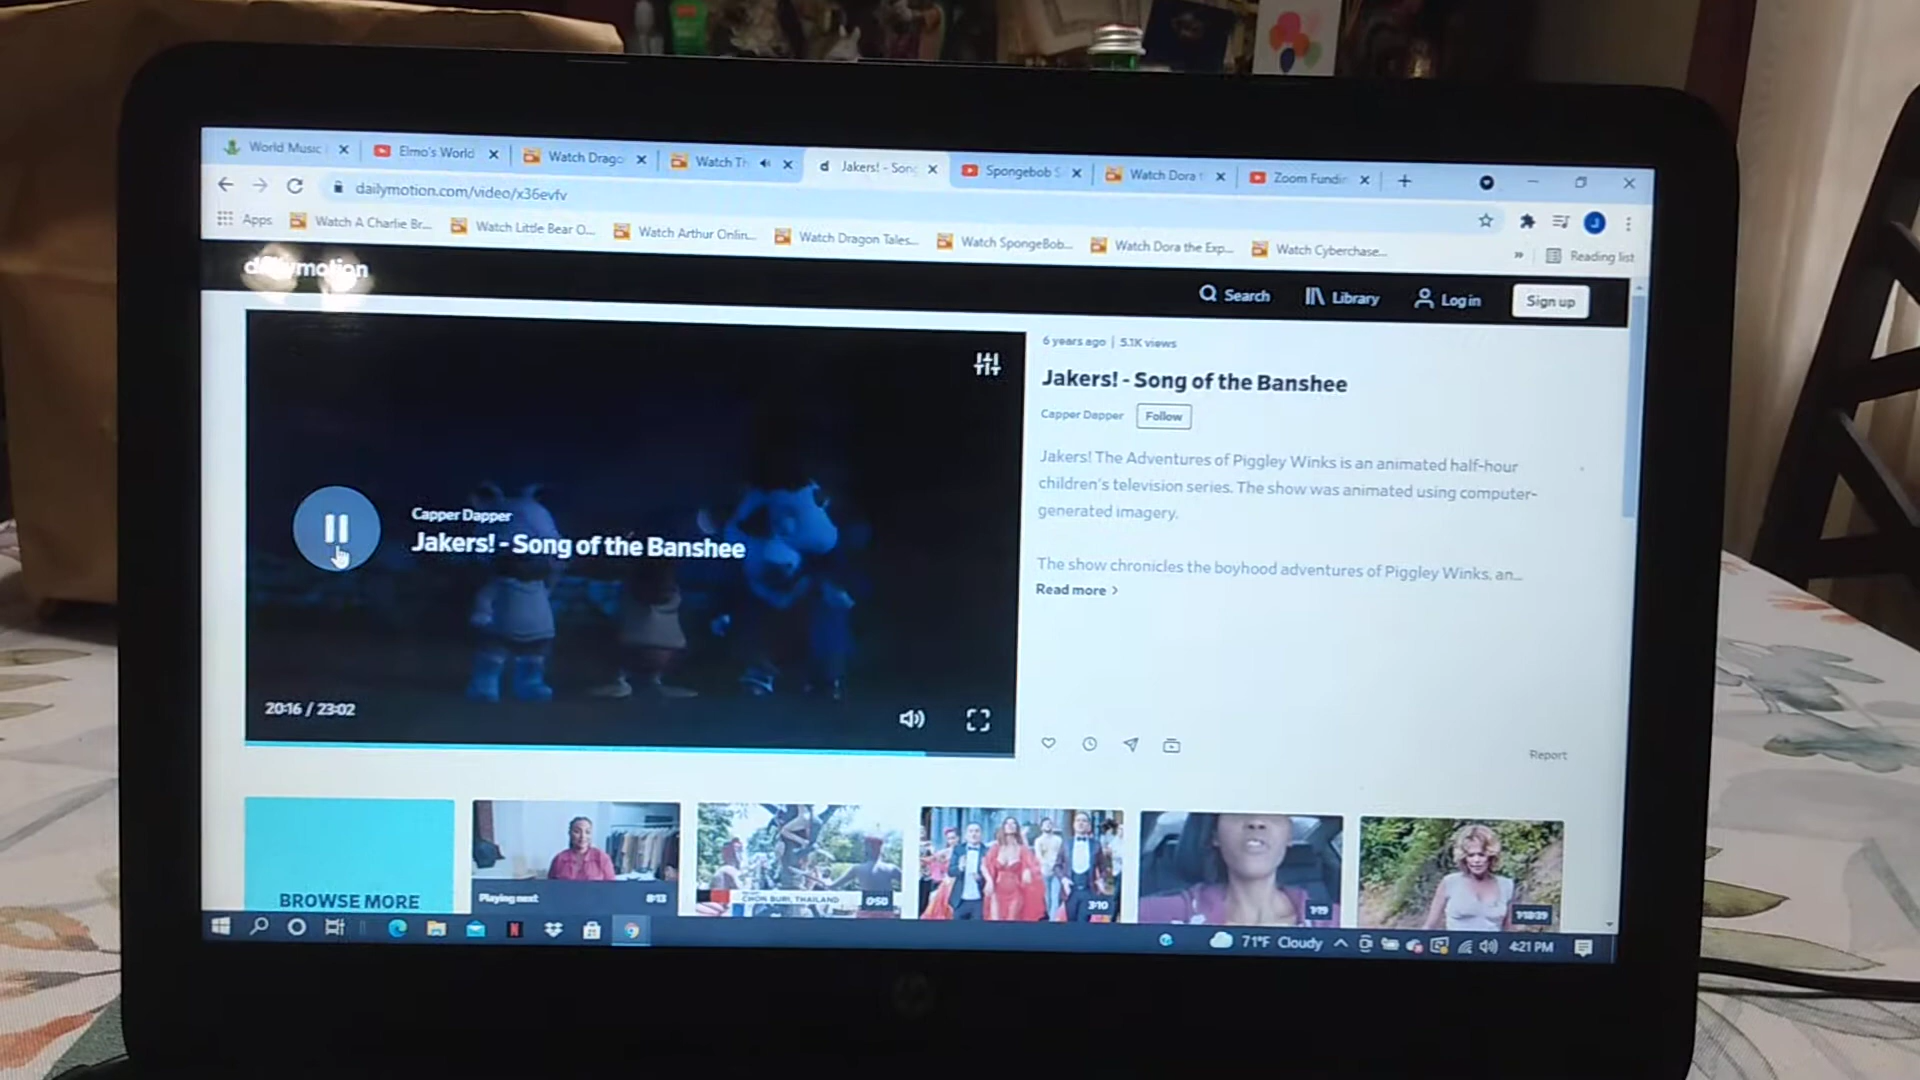 World Music
Elmo's World
Watch Drago
Watch Th
Jakers! - Song
Spongebob S
Watch Dora t
Zoom Fundin
dailymotion.com/video/x36evfv
Apps
Watch A Charlie Br...
Watch Little Bear O...
Watch Arthur Onlin...
Watch Dragon Tales...
Watch SpongeBob...
Watch Dora the Exp...
Watch Cyberchase...
»
Reading list
dailymotion
Search
Library
Log in
Sign up
6 years ago | 5.1K views
Jakers! - Song of the Banshee
Capper Dapper
Follow
Jakers! The Adventures of Piggley Winks is an animated half-hour
children's television series. The show was animated using computer-
generated imagery.
The show chronicles the boyhood adventures of Piggley Winks, an...
Read more >
Capper Dapper
Jakers! - Song of the Banshee
20:16 / 23:02
Report
BROWSE MORE
Playing next
8:13
CHON BURI, THAILAND
0:50
3:10
1:19
1:18:39
71°F Cloudy
4:21 PM
hp